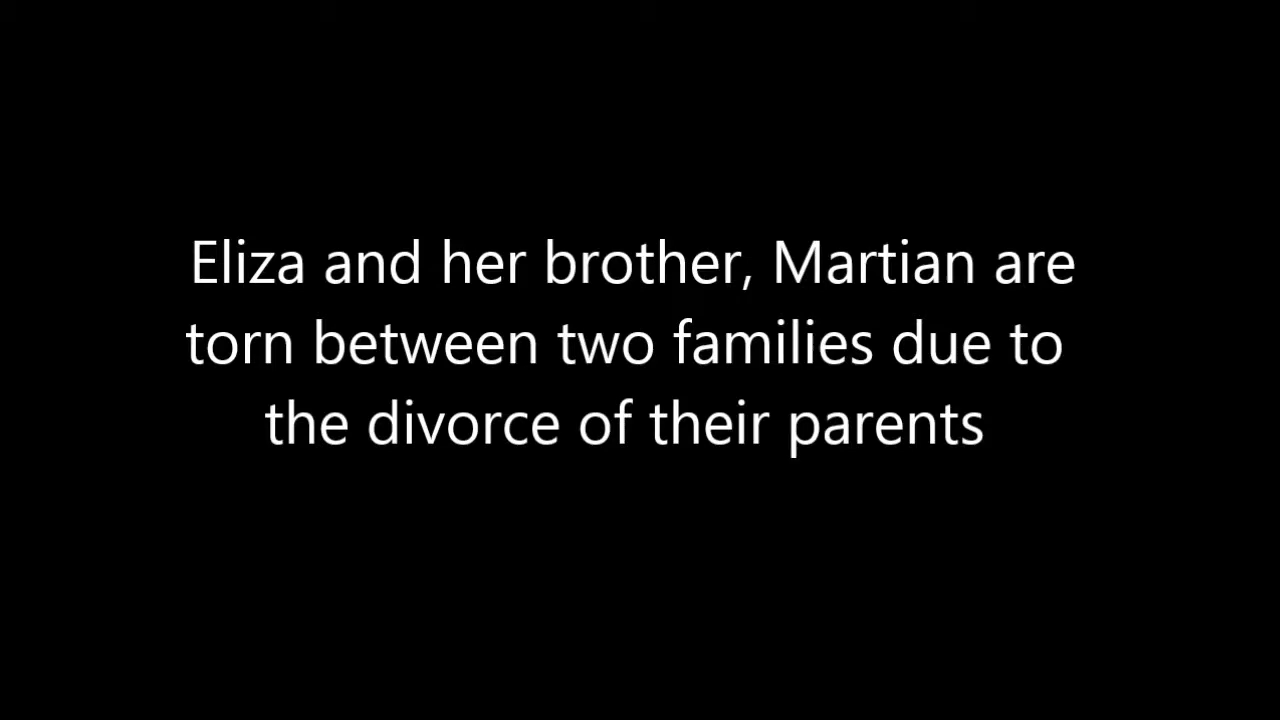 Eliza and her brother, Martian are
torn between two families due to
the divorce of their parents